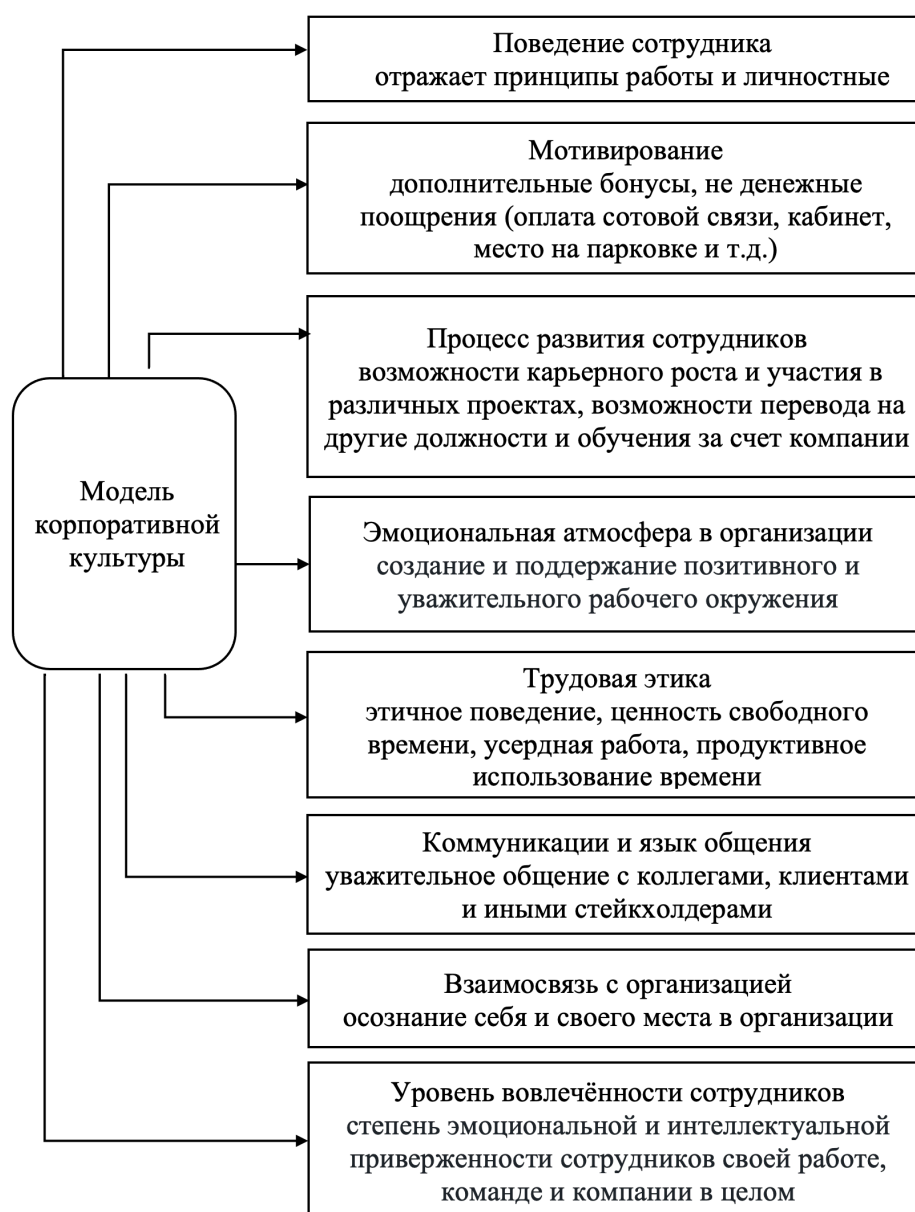 Поведение сотрудника
отражает принципы работы и личностные
Мотивирование
дополнительные бонусы, не денежные
поощрения (оплата сотовой связи, кабинет,
место на парковке и т.д.)
Процесс развития сотрудников
возможности карьерного роста и участия в
различных проектах, возможности перевода на
другие должности и обучения за счет компании
Модель
корпоративной
культуры
Эмоциональная атмосфера в организации
создание и поддержание позитивного и
уважительного рабочего окружения
Трудовая этика
этичное поведение, ценность свободного
времени, усердная работа, продуктивное
использование времени
Коммуникации и язык общения
уважительное общение с коллегами, клиентами
и иными стейкхолдерами
Взаимосвязь с организацией
осознание себя и своего места в организации
Уровень вовлечённости сотрудников
степень эмоциональной и интеллектуальной
приверженности сотрудников своей работе,
команде и компании в целом